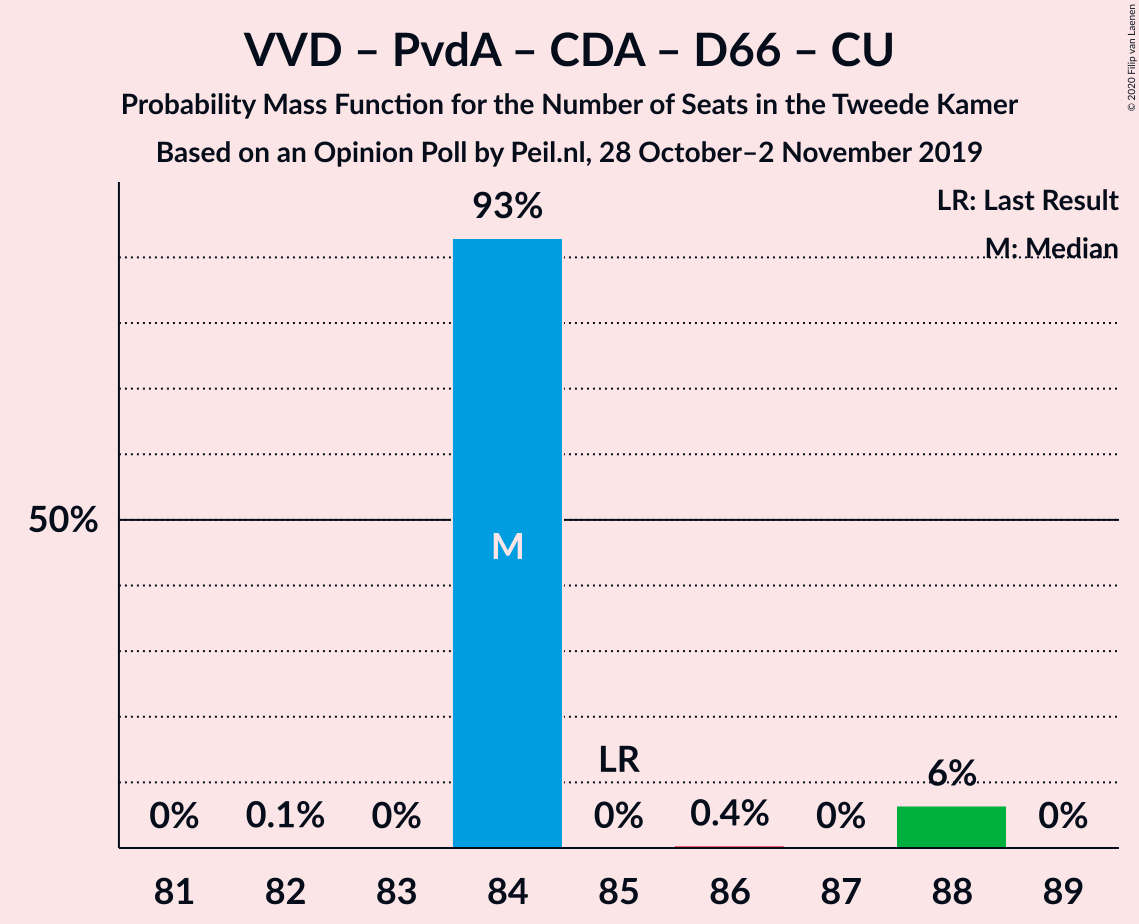 VVD – PvdA – CDA – D66 – CU
Probability Mass Function for the Number of Seats in the Tweede Kamer
Based on an Opinion Poll by Peil.nl, 28 October–2 November 2019
© 2020 Filip van Laenen
LR: Last Result
M: Median
93%
50%
M
LR
6%
0% 0.1% 0% 0% 0.4% 0% 0%
81 82 83 84 85 86 87 88 89